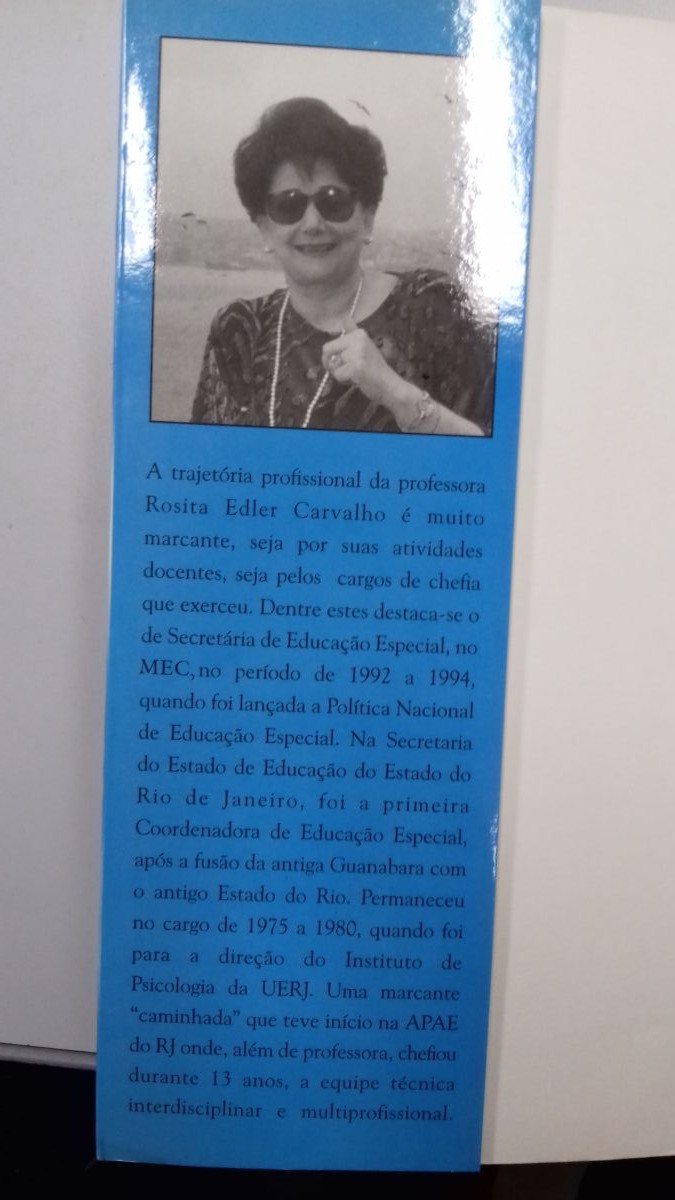 A trajetória profissional da professora
Rosita Edler Carvalho é muito
marcante, seja por suas atividades
docentes, seja pelos cargos de chefia
que exerceu. Dentre estes destaca-se o
de Secretária de Educação Especial, no
MEC, no período de 1992 a 1994,
quando foi lançada a Política Nacional
de Educação Especial. Na Secretaria
do Estado de Educação do Estado do
Rio de Janeiro, foi a primeira
Coordenadora de Educação Especial,
após a fusão da antiga Guanabara com
o antigo Estado do Rio. Permaneceu
no cargo de 1975 a 1980, quando foi
para a direção do Instituto de
Psicologia da UERJ. Uma marcante
“caminhada” que teve início na APAE
do RJ onde, além de professora, chefiou
durante 13 anos, a equipe técnica
interdisciplinar e multiprofissional.